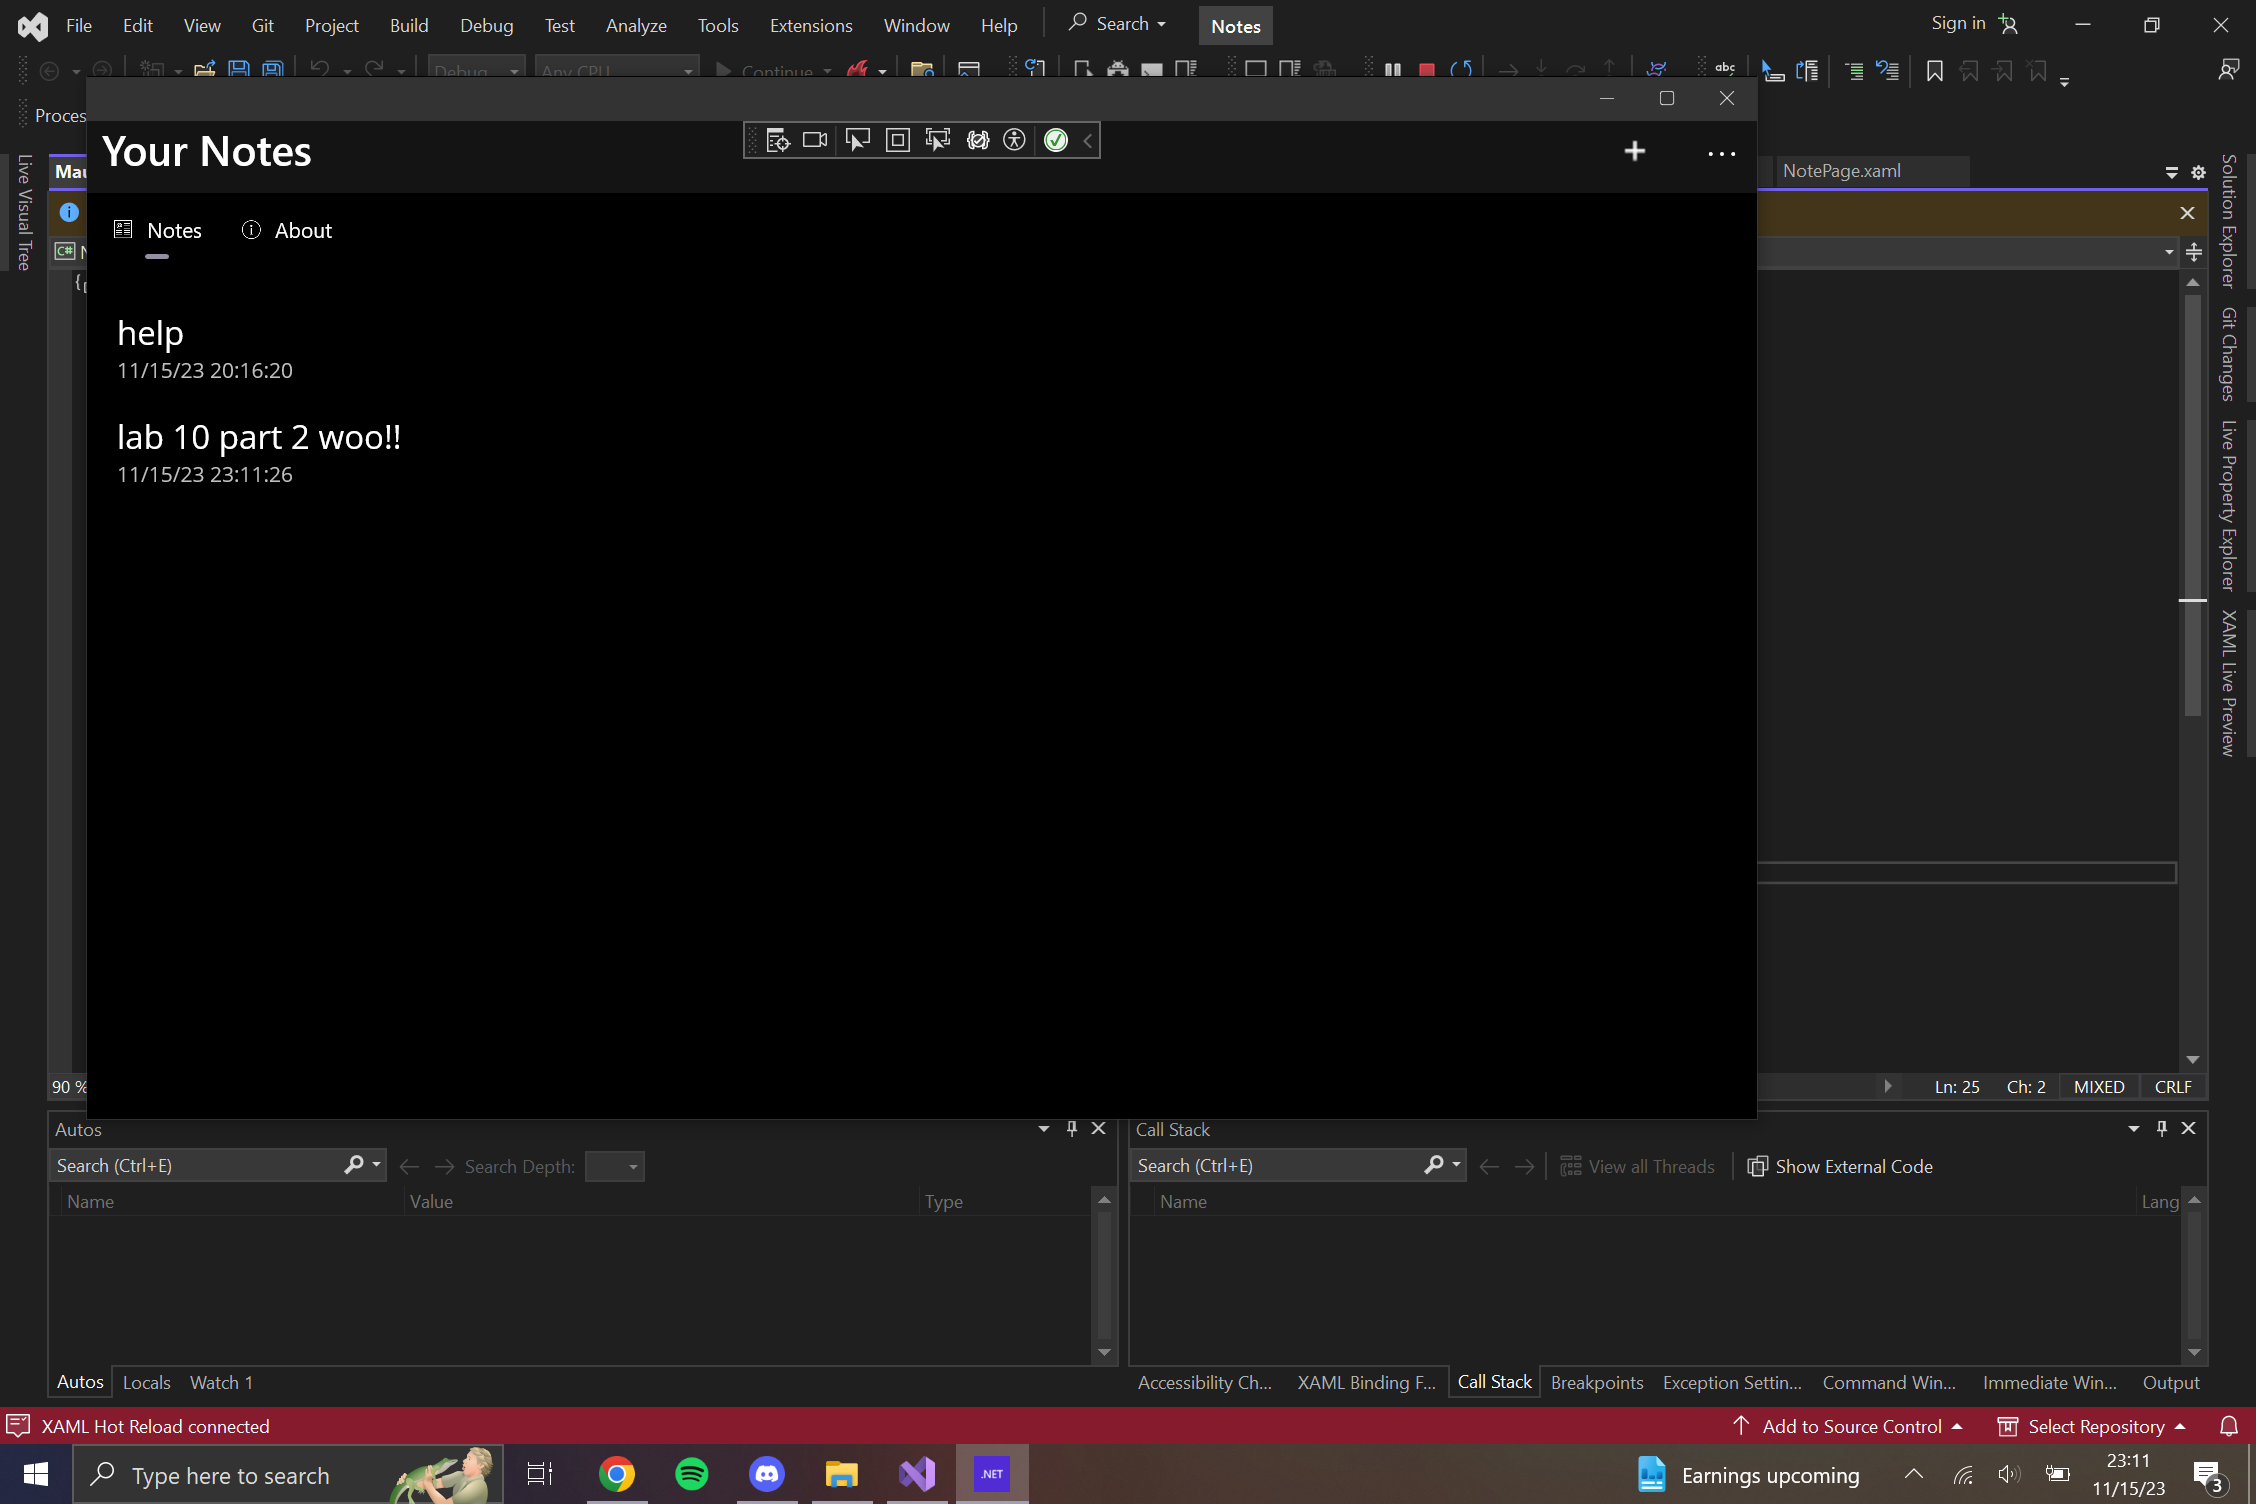 File Edit View Git Project Build Debug Test Analyze Tools Extensions Window Help Search Notes Sign in
Debug Any CPU Continue abc
Proces
Live Visual Tree
Mau
NotePage.xaml
Your Notes
Notes About
help
11/15/23 20:16:20
lab 10 part 2 woo!!
11/15/23 23:11:26
C# N
Solution Explorer
Git Changes
Live Property Explorer
XAML Live Preview
90 %
Ln: 25 Ch: 2 MIXED CRLF
Autos
Search (Ctrl+E) Search Depth:
Name Value Type
Autos Locals Watch 1
Call Stack
Search (Ctrl+E) View all Threads Show External Code
Name Lang
Accessibility Ch... XAML Binding F... Call Stack Breakpoints Exception Settin... Command Win... Immediate Win... Output
XAML Hot Reload connected
Add to Source Control Select Repository
Type here to search
.NET
Earnings upcoming
23:11
11/15/23
3